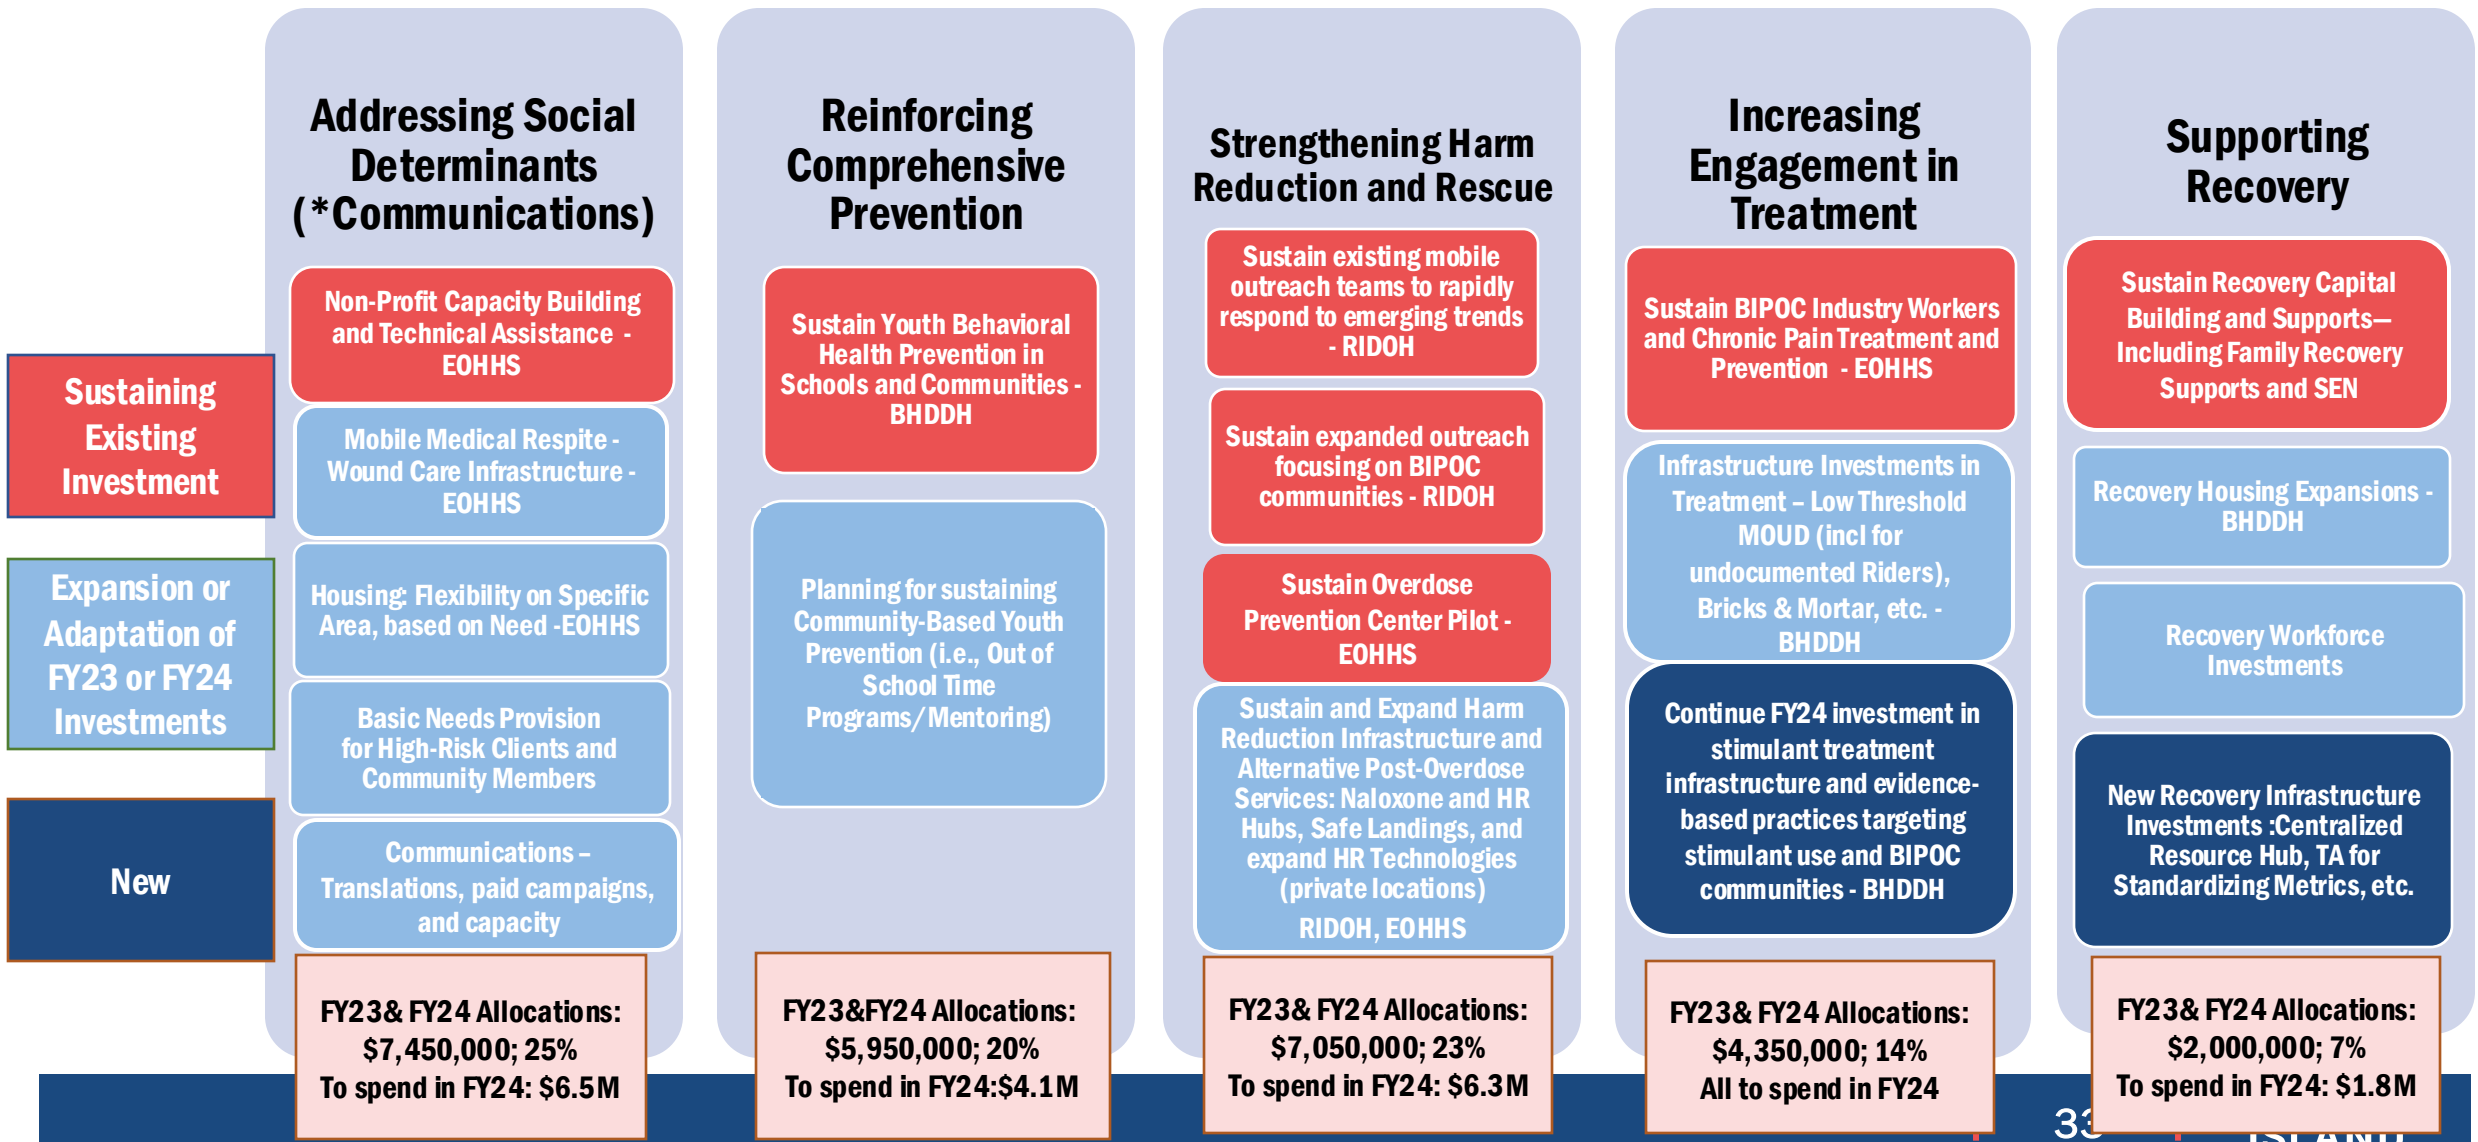 Sustaining
Existing
Investment
Expansion or
Adaptation of
FY23 or FY24
Investments
New
Addressing Social
Determinants
(*Communications)
Non-Profit Capacity Building
and Technical Assistance -
EOHHS
Mobile Medical Respite -
Wound Care Infrastructure -
EOHHS
Housing: Flexibility on Specific
Area, based on Need -EOHHS
Basic Needs Provision
for High-Risk Clients and
Community Members
Communications –
Translations, paid campaigns,
and capacity
FY23& FY24 Allocations:
$7,450,000; 25%
To spend in FY24: $6.5M
Reinforcing
Comprehensive
Prevention
Sustain Youth Behavioral
Health Prevention in
Schools and Communities -
BHDDH
Planning for sustaining
Community-Based Youth
Prevention (i.e., Out of
School Time
Programs/Mentoring)
FY23&FY24 Allocations:
$5,950,000; 20%
To spend in FY24:$4.1M
Strengthening Harm
Reduction and Rescue
Sustain existing mobile
outreach teams to rapidly
respond to emerging trends
- RIDOH
Sustain expanded outreach
focusing on BIPOC
communities - RIDOH
Sustain Overdose
Prevention Center Pilot -
EOHHS
Sustain and Expand Harm
Reduction Infrastructure and
Alternative Post-Overdose
Services: Naloxone and HR
Hubs, Safe Landings, and
expand HR Technologies
(private locations)
RIDOH, EOHHS
FY23& FY24 Allocations:
$7,050,000; 23%
To spend in FY24: $6.3M
Increasing
Engagement in
Treatment
Sustain BIPOC Industry Workers
and Chronic Pain Treatment and
Prevention - EOHHS
Infrastructure Investments in
Treatment – Low Threshold
MOUD (incl for
undocumented Riders),
Bricks & Mortar, etc. -
BHDDH
Continue FY24 investment in
stimulant treatment
infrastructure and evidence-
based practices targeting
stimulant use and BIPOC
communities - BHDDH
FY23& FY24 Allocations:
$4,350,000; 14%
All to spend in FY24
Supporting
Recovery
Sustain Recovery Capital
Building and Supports—
Including Family Recovery
Supports and SEN
Recovery Housing Expansions -
BHDDH
Recovery Workforce
Investments
New Recovery Infrastructure
Investments :Centralized
Resource Hub, TA for
Standardizing Metrics, etc.
FY23& FY24 Allocations:
$2,000,000; 7%
To spend in FY24: $1.8M
33
ISLAND